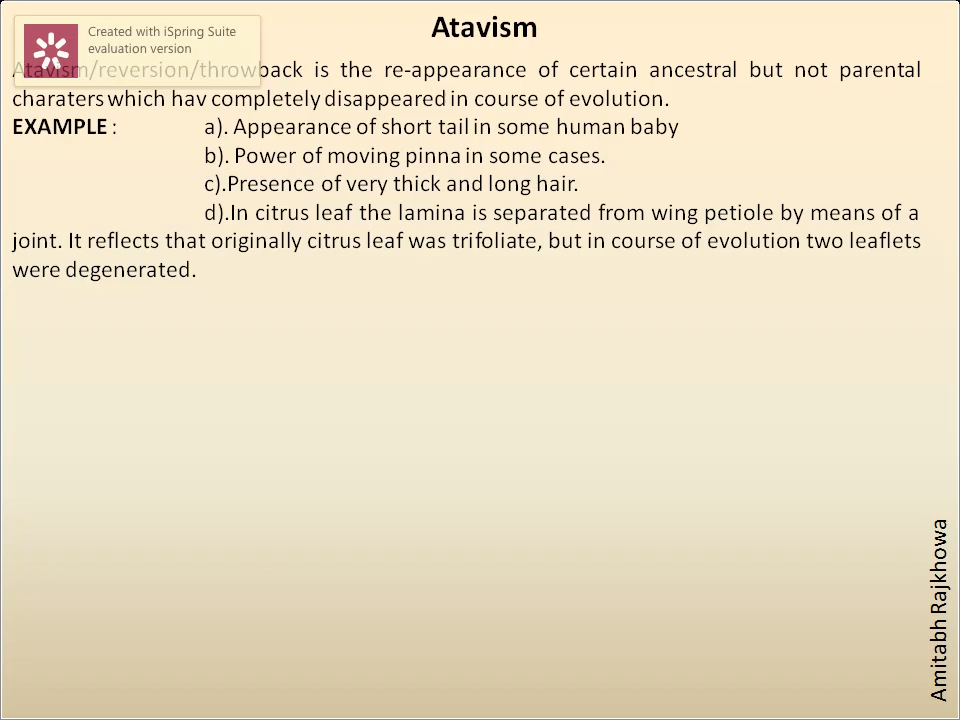 Atavism
Created with iSpring Suite
evaluation version
Atavism/reversion/throwback is the re-appearance of certain ancestral but not parental
charaters which hav completely disappeared in course of evolution.
EXAMPLE : a). Appearance of short tail in some human baby
b). Power of moving pinna in some cases.
c).Presence of very thick and long hair.
d).In citrus leaf the lamina is separated from wing petiole by means of a
joint. It reflects that originally citrus leaf was trifoliate, but in course of evolution two leaflets
were degenerated.
Amitabh Rajkhowa